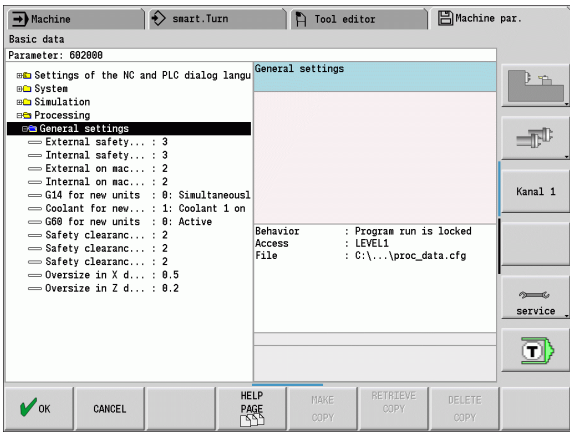 Machine
smart.Turn
Tool editor
Machine par.
Basic data
Parameter: 602000
Settings of the NC and PLC dialog langu
System
Simulation
Processing
General settings
External safety... : 3
Internal safety... : 3
External on mac... : 2
Internal on mac... : 2
G14 for new units : 0: Simultaneousl
Coolant for new... : 1: Coolant 1 on
G60 for new units : 0: Active
Safety clearanc... : 2
Safety clearanc... : 2
Safety clearanc... : 2
Oversize in X d... : 0.5
Oversize in Z d... : 0.2
General settings
Behavior : Program run is locked
Access : LEVEL1
File : C:\...\proc_data.cfg
Kanal 1
service
T
OK
CANCEL
HELP
PAGE
MAKE
COPY
RETRIEVE
COPY
DELETE
COPY